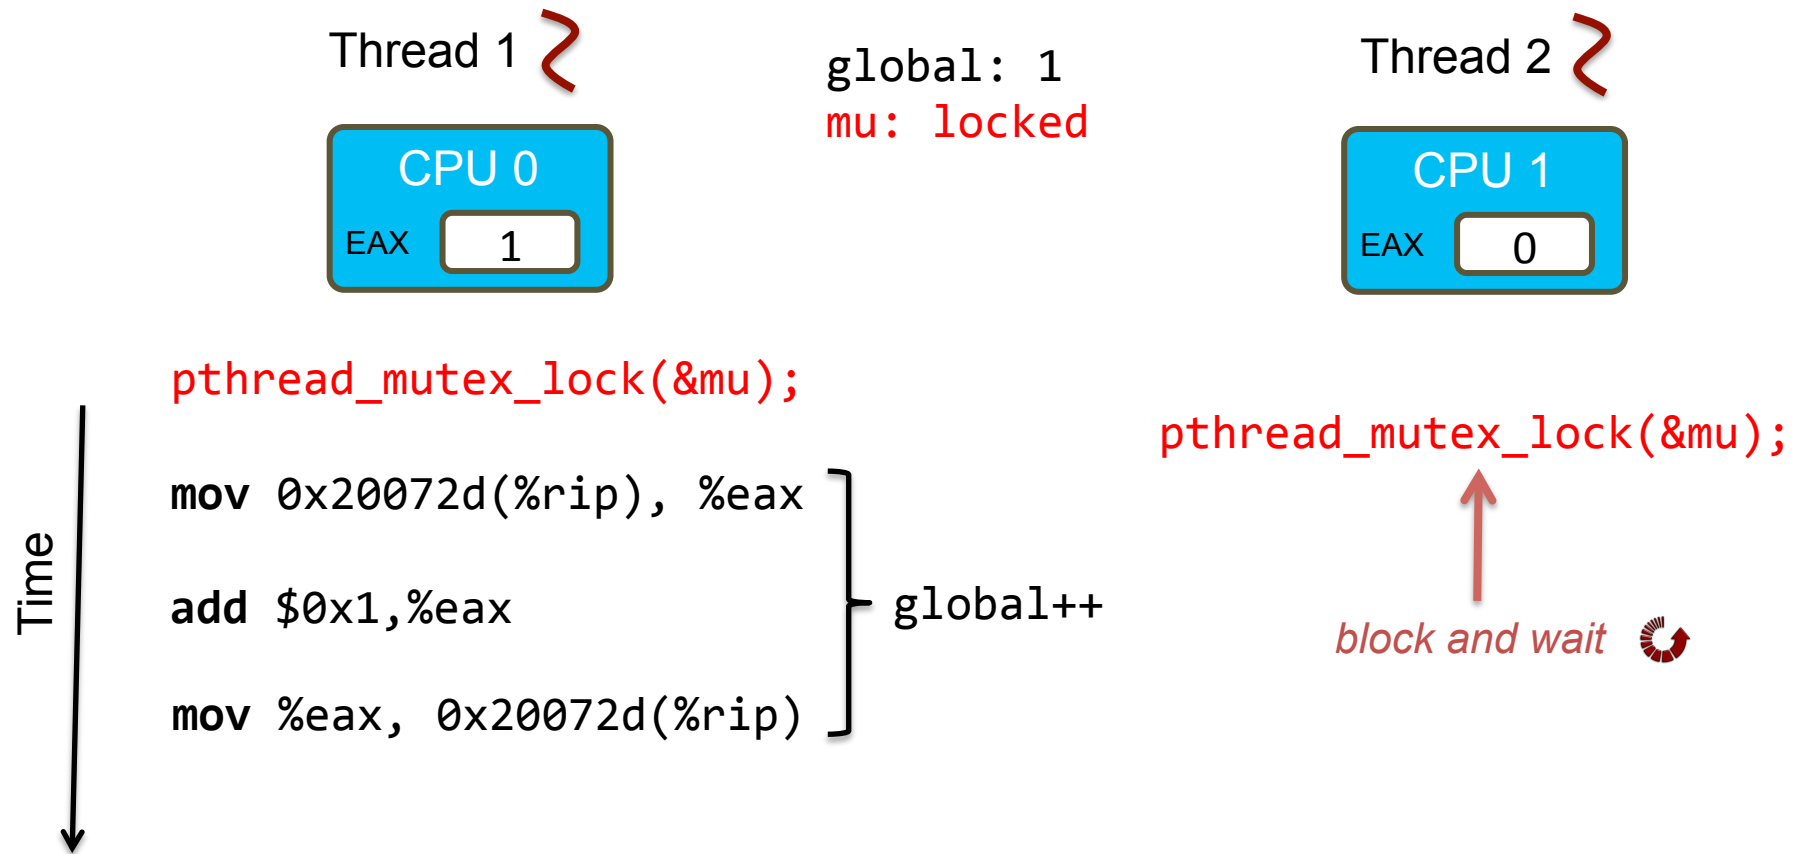 Thread 1
global: 1
mu: locked
Thread 2
CPU 0
EAX 1
CPU 1
EAX 0
Time
pthread_mutex_lock(&mu);
mov 0x20072d(%rip), %eax
add $0x1,%eax
mov %eax, 0x20072d(%rip)
global++
pthread_mutex_lock(&mu);
block and wait